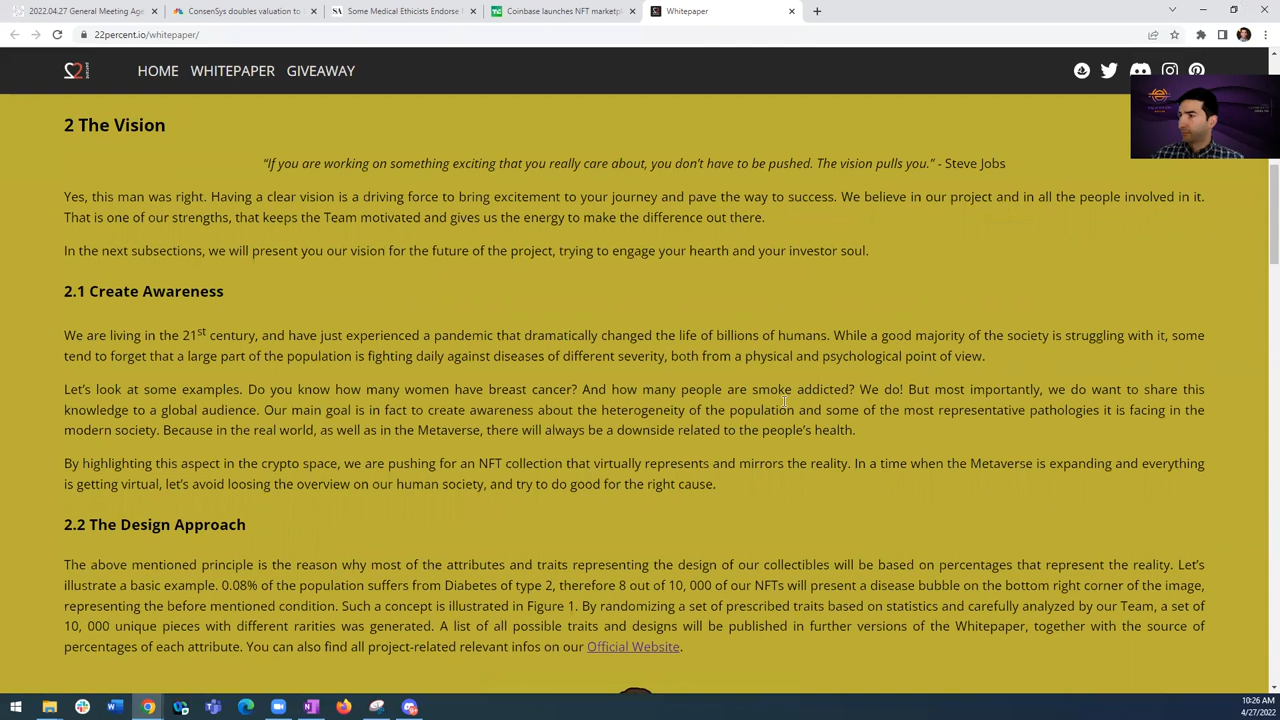 2022.04.27 General Meeting Age
ConsenSys doubles valuation to
Some Medical Ethicists Endorse
Coinbase launches NFT marketpl
Whitepaper
22percent.io/whitepaper/
22 HOME WHITEPAPER GIVEAWAY
2 The Vision
“If you are working on something exciting that you really care about, you don’t have to be pushed. The vision pulls you.” - Steve Jobs
Yes, this man was right. Having a clear vision is a driving force to bring excitement to your journey and pave the way to success. We believe in our project and in all the people involved in it.
That is one of our strengths, that keeps the Team motivated and gives us the energy to make the difference out there.
In the next subsections, we will present you our vision for the future of the project, trying to engage your hearth and your investor soul.
2.1 Create Awareness
We are living in the 21st century, and have just experienced a pandemic that dramatically changed the life of billions of humans. While a good majority of the society is struggling with it, some
tend to forget that a large part of the population is fighting daily against diseases of different severity, both from a physical and psychological point of view.
Let’s look at some examples. Do you know how many women have breast cancer? And how many people are smoke addicted? We do! But most importantly, we do want to share this
knowledge to a global audience. Our main goal is in fact to create awareness about the heterogeneity of the population and some of the most representative pathologies it is facing in the
modern society. Because in the real world, as well as in the Metaverse, there will always be a downside related to the people’s health.
By highlighting this aspect in the crypto space, we are pushing for an NFT collection that virtually represents and mirrors the reality. In a time when the Metaverse is expanding and everything
is getting virtual, let’s avoid loosing the overview on our human society, and try to do good for the right cause.
2.2 The Design Approach
The above mentioned principle is the reason why most of the attributes and traits representing the design of our collectibles will be based on percentages that represent the reality. Let’s
illustrate a basic example. 0.08% of the population suffers from Diabetes of type 2, therefore 8 out of 10, 000 of our NFTs will present a disease bubble on the bottom right corner of the image,
representing the before mentioned condition. Such a concept is illustrated in Figure 1. By randomizing a set of prescribed traits based on statistics and carefully analyzed by our Team, a set of
10, 000 unique pieces with different rarities was generated. A list of all possible traits and designs will be published in further versions of the Whitepaper, together with the source of
percentages of each attribute. You can also find all project-related relevant infos on our Official Website.
10:26 AM
4/27/2022